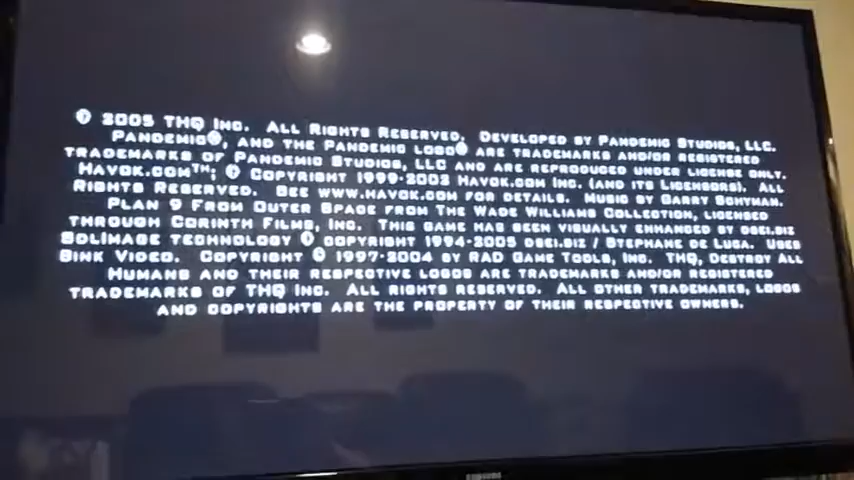 © 2005 THQ Inc. All Rights Reserved. Developed by Pandemic Studios, LLC.
Pandemic®, and the Pandemic Logo® are trademarks and/or registered
trademarks of Pandemic Studios, LLC and are reproduced under license only.
Havok.com™; © Copyright 1999-2003 Havok.com Inc. (and its Licensors). All
Rights Reserved. See www.havok.com for details. Music by Garry Schyman.
Plan 9 From Outer Space from The Wade Williams Collection, licensed
through Corinth Films, Inc. This game has been visually enhanced by dsei.biz
SolImage technology © copyright 1994-2005 dsei.biz / Stephane de Luca. Uses
Bink Video. Copyright © 1997-2004 by RAD Game Tools, Inc. THQ, Destroy All
Humans and their respective logos are trademarks and/or registered
trademarks of THQ Inc. All rights reserved. All other trademarks, logos
and copyrights are the property of their respective owners.
SAMSUNG